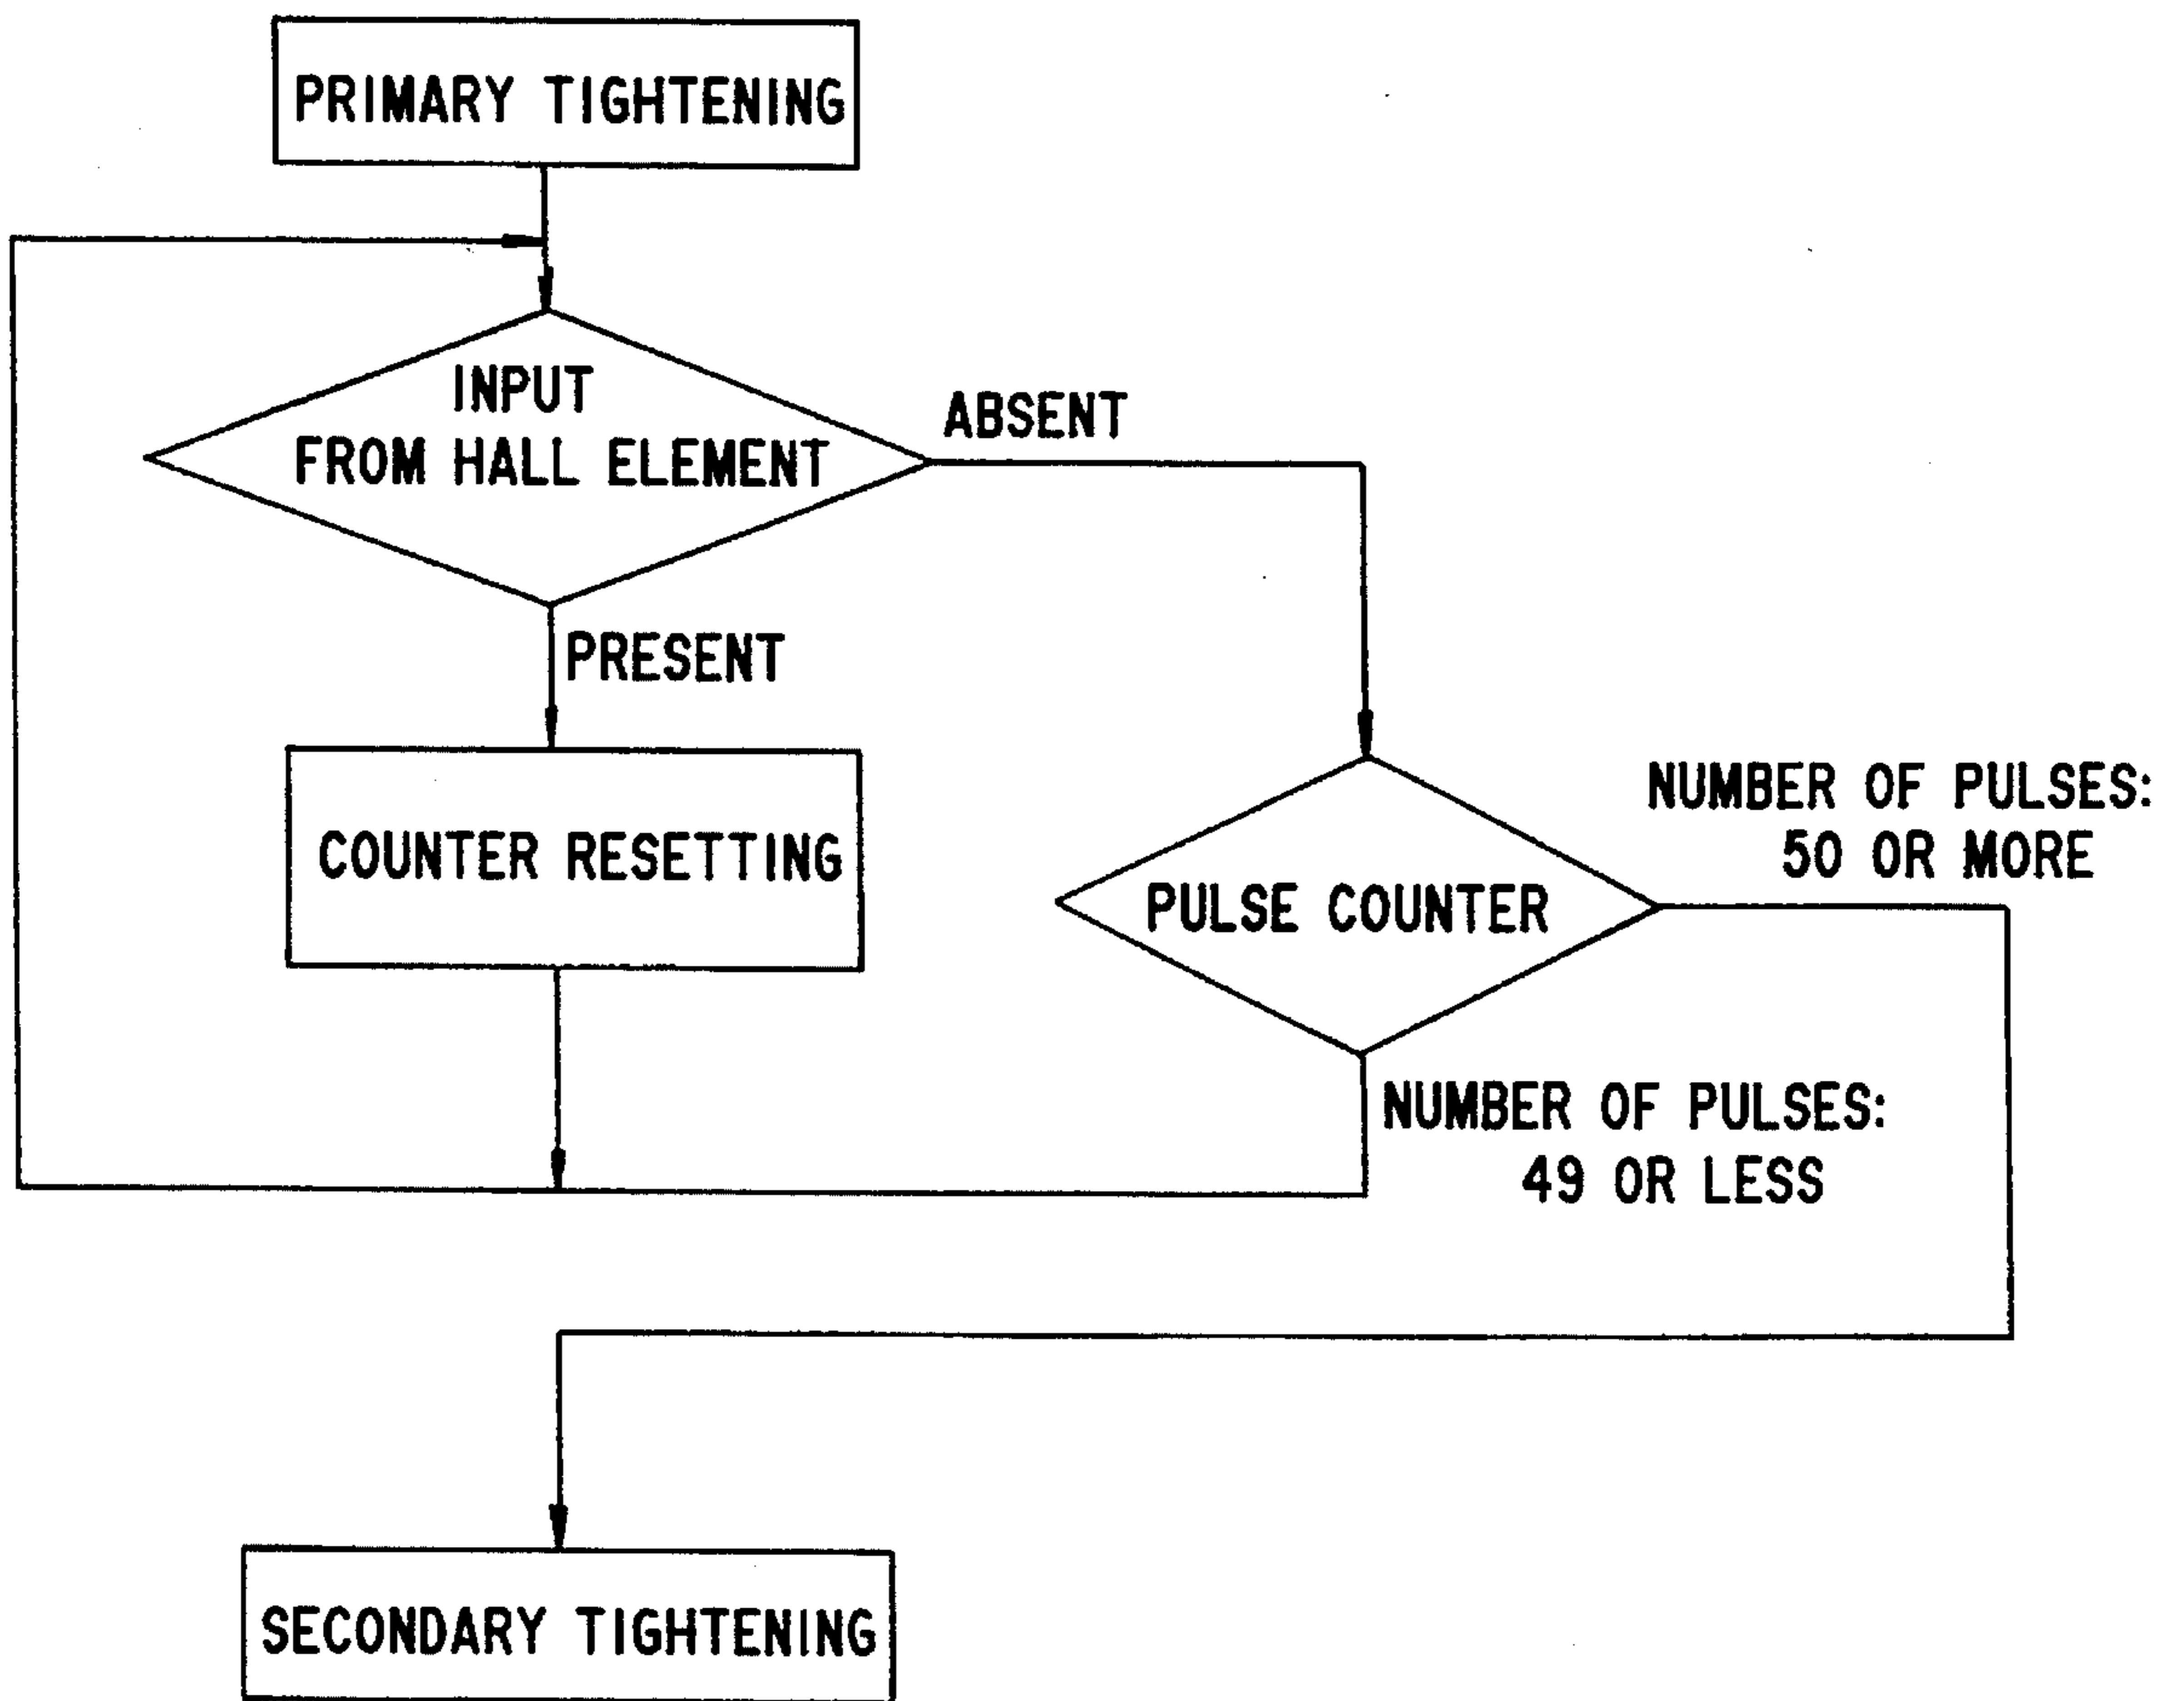 PRIMARY TIGHTENING
INPUT
FROM HALL ELEMENT
ABSENT
PRESENT
COUNTER RESETTING
NUMBER OF PULSES:
50 OR MORE
PULSE COUNTER
NUMBER OF PULSES:
49 OR LESS
SECONDARY TIGHTENING